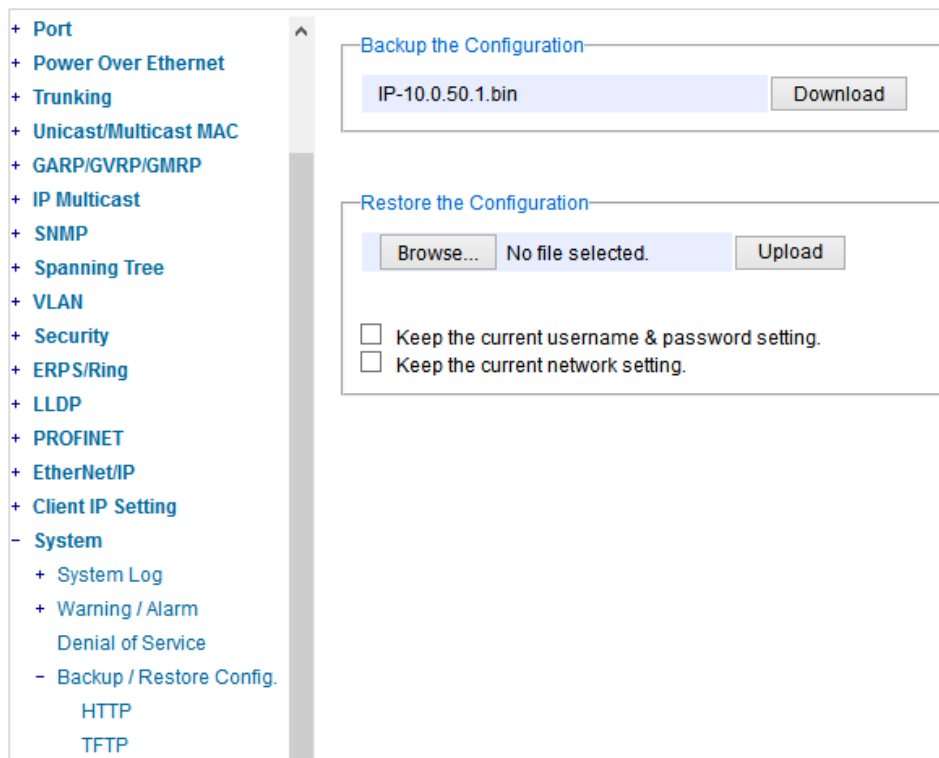 + Port
+ Power Over Ethernet
+ Trunking
+ Unicast/Multicast MAC
+ GARP/GVRP/GMRP
+ IP Multicast
+ SNMP
+ Spanning Tree
+ VLAN
+ Security
+ ERPS/Ring
+ LLDP
+ PROFINET
+ EtherNet/IP
+ Client IP Setting
− System
+ System Log
+ Warning / Alarm
Denial of Service
− Backup / Restore Config.
HTTP
TFTP
Backup the Configuration
IP-10.0.50.1.bin Download
Restore the Configuration
Browse... No file selected. Upload
Keep the current username & password setting.
Keep the current network setting.